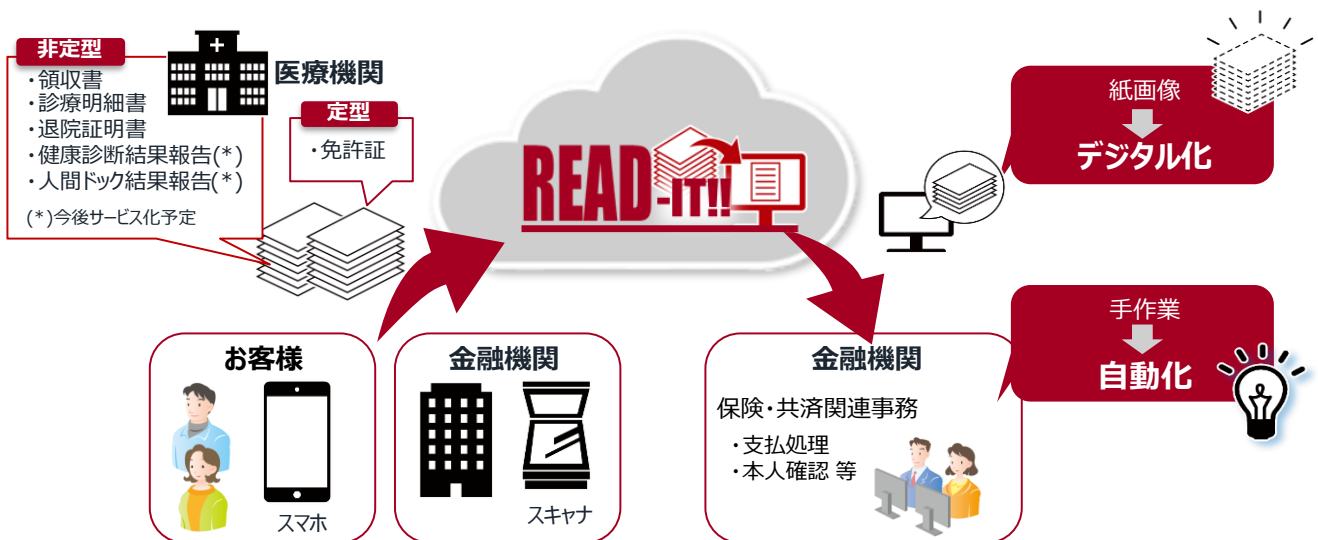 非定型
・領収書
・診療明細書
・退院証明書
・健康診断結果報告(*)
・人間ドック結果報告(*)
(*)今後サービス化予定
医療機関
定型
・免許証
READ-IT!!
紙画像
デジタル化
お客様
スマホ
金融機関
スキャナ
金融機関
保険・共済関連事務
・支払処理
・本人確認 等
手作業
自動化